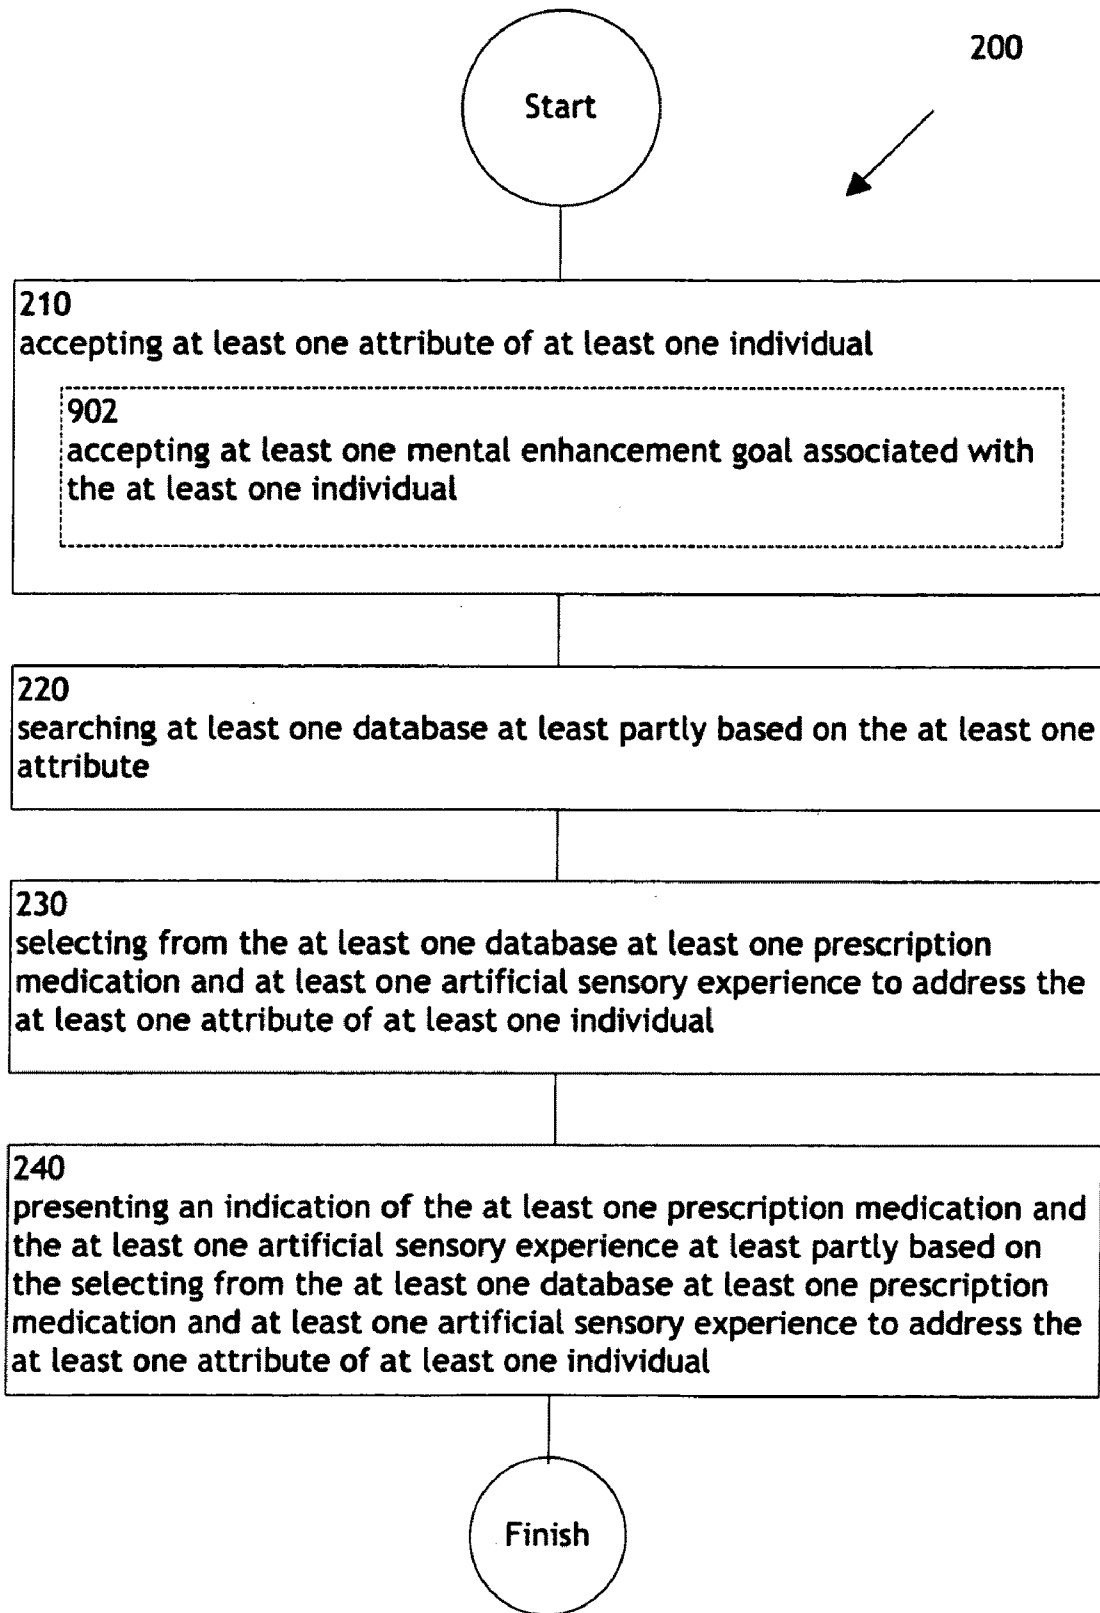 200
Start
210
accepting at least one attribute of at least one individual
902
accepting at least one mental enhancement goal associated with
the at least one individual
220
searching at least one database at least partly based on the at least one
attribute
230
selecting from the at least one database at least one prescription
medication and at least one artificial sensory experience to address the
at least one attribute of at least one individual
240
presenting an indication of the at least one prescription medication and
the at least one artificial sensory experience at least partly based on
the selecting from the at least one database at least one prescription
medication and at least one artificial sensory experience to address the
at least one attribute of at least one individual
Finish